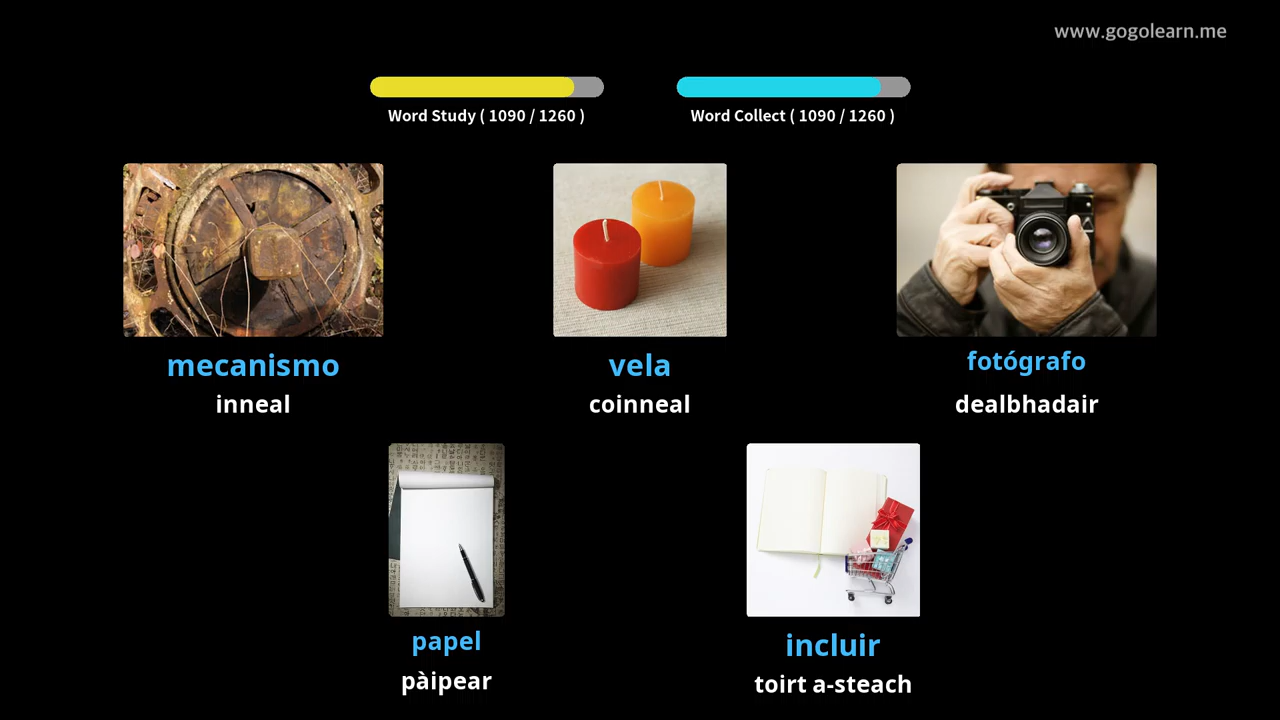 www.gogolearn.me
Word Study ( 1090 / 1260 )
Word Collect ( 1090 / 1260 )
mecanismo
inneal
vela
coinneal
fotógrafo
dealbhadair
papel
pàipear
incluir
toirt a-steach